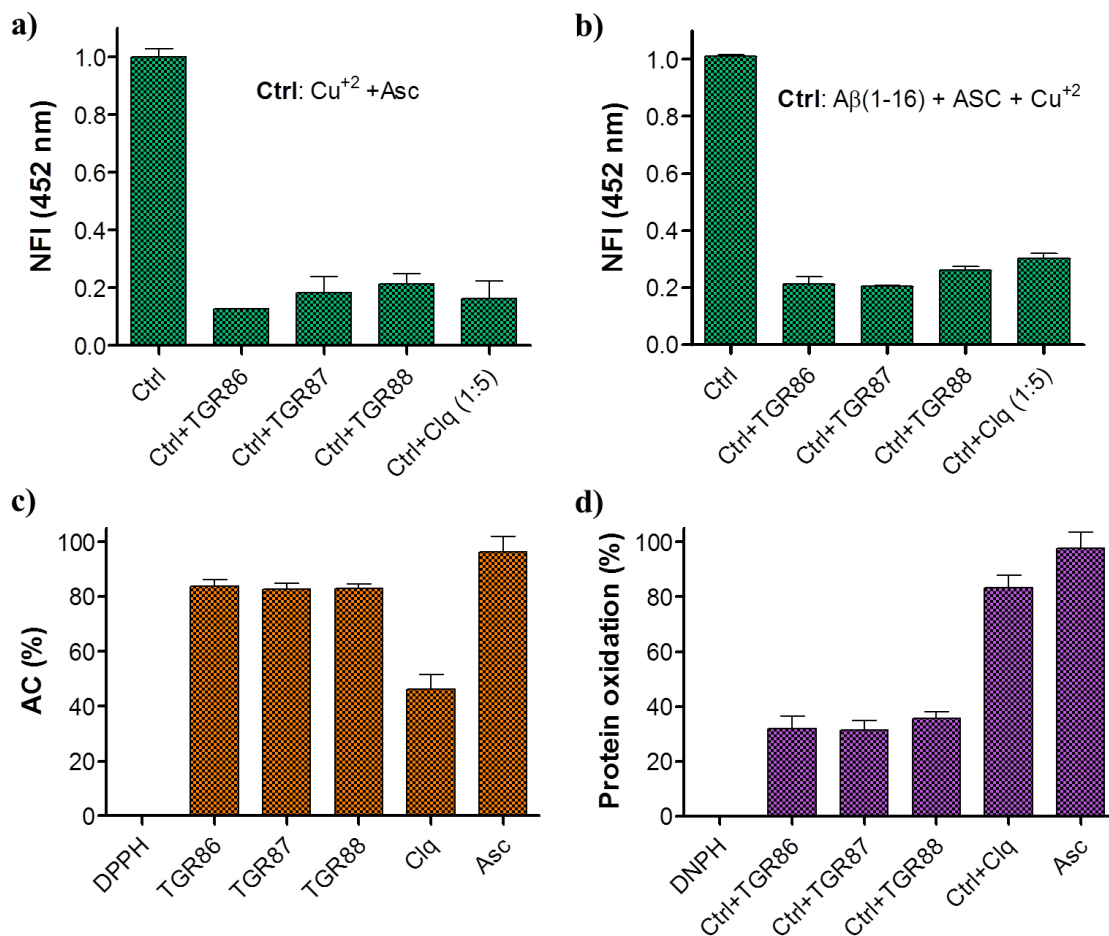 a)
NFI (452 nm)
1.0
0.8
0.6
0.4
0.2
0.0
Ctrl: Cu+2 +Asc
Ctrl
Ctrl+TGR86
Ctrl+TGR87
Ctrl+TGR88
Ctrl+Clq (1:5)
b)
NFI (452 nm)
1.0
0.8
0.6
0.4
0.2
0.0
Ctrl: Aβ(1-16) + ASC + Cu+2
Ctrl
Ctrl+TGR86
Ctrl+TGR87
Ctrl+TGR88
Ctrl+Clq (1:5)
c)
AC (%)
100
80
60
40
20
0
DPPH
TGR86
TGR87
TGR88
Clq
Asc
d)
Protein oxidation (%)
100
80
60
40
20
0
DNPH
Ctrl+TGR86
Ctrl+TGR87
Ctrl+TGR88
Ctrl+Clq
Asc